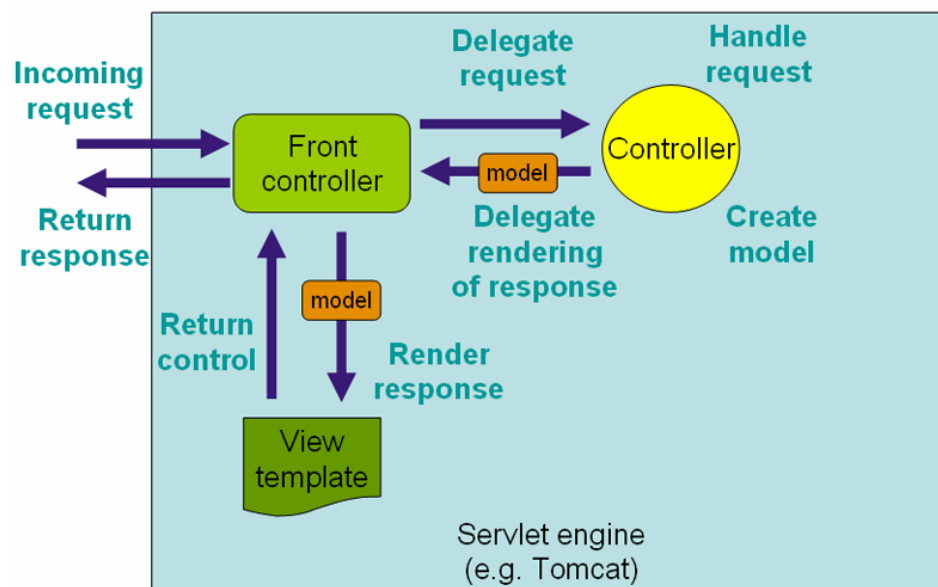 Incoming
request
Delegate
request
Handle
request
Front
controller
Controller
model
Return
response
Delegate
rendering
of response
Create
model
model
Return
control
Render
response
View
template
Servlet engine
(e.g. Tomcat)